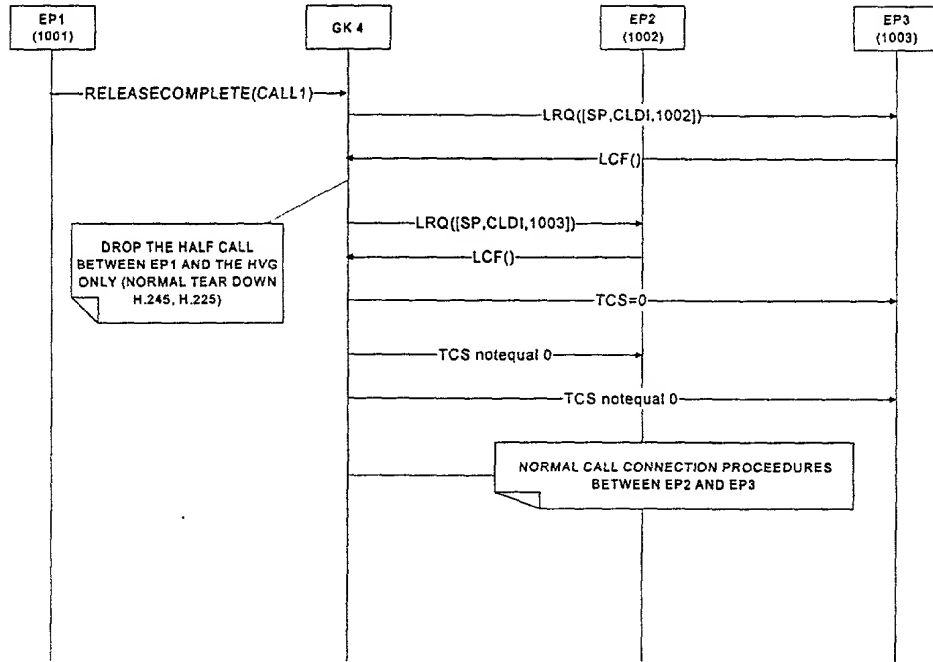 EP1
(1001)
GK 4
EP2
(1002)
EP3
(1003)
RELEASECOMPLETE(CALL1)
LRQ([SP,CLDI,1002])
LCF()
DROP THE HALF CALL
BETWEEN EP1 AND THE HVG
ONLY (NORMAL TEAR DOWN
H.245, H.225)
LRQ([SP,CLDI,1003])
LCF()
TCS=0
TCS notequal 0
TCS notequal 0
NORMAL CALL CONNECTION PROCEEDURES
BETWEEN EP2 AND EP3